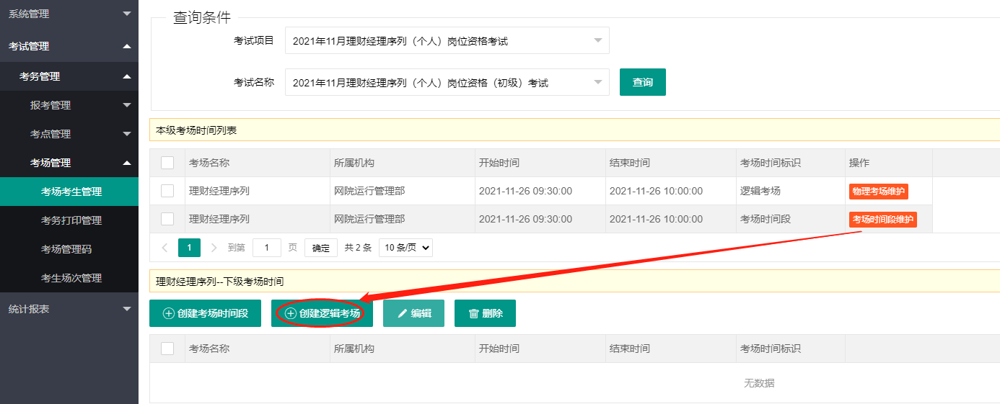 系统管理
考试管理
考务管理
报考管理
考点管理
考场管理
考场考生管理
考务打印管理
考场管理码
考生场次管理
统计报表
查询条件
考试项目 2021年11月理财经理序列（个人）岗位资格考试
考试名称 2021年11月理财经理序列（个人）岗位资格（初级）考试 查询
本级考场时间列表
考场名称 所属机构 开始时间 结束时间 考场时间标识 操作
理财经理序列 网院运行管理部 2021-11-26 09:30:00 2021-11-26 10:00:00 逻辑考场 物理考场维护
理财经理序列 网院运行管理部 2021-11-26 09:30:00 2021-11-26 10:00:00 考场时间段 考场时间段维护
1 到第 1 页 确定 共 2 条 10 条/页
理财经理序列--下级考场时间
创建考场时间段 创建逻辑考场 编辑 删除
考场名称 所属机构 开始时间 结束时间 考场时间标识
无数据